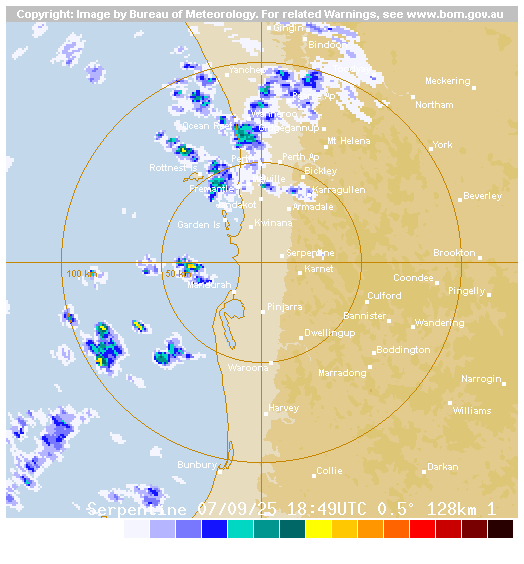 Copyright: Image by Bureau of Meteorology. For related Warnings, see www.bom.gov.au
Gingin
Bindoon
Yanchep
Meckering
Northam
Wanneroo
Ocean Reef
Mt Helena
York
Perth
Perth Ap
Rottnest Is
Bickley
Fremantle
Karragullen
Beverley
Armadale
Garden Is
Kwinana
Serpentine
Brookton
Karnet
100 km
50 km
Coondee
Mandurah
Pingelly
Culford
Pinjarra
Bannister
Wandering
Dwellingup
Boddington
Waroona
Marradong
Narrogin
Harvey
Williams
Bunbury
Collie
Darkan
Serpentine 07/09/25 18:49UTC 0.5° 128km 1